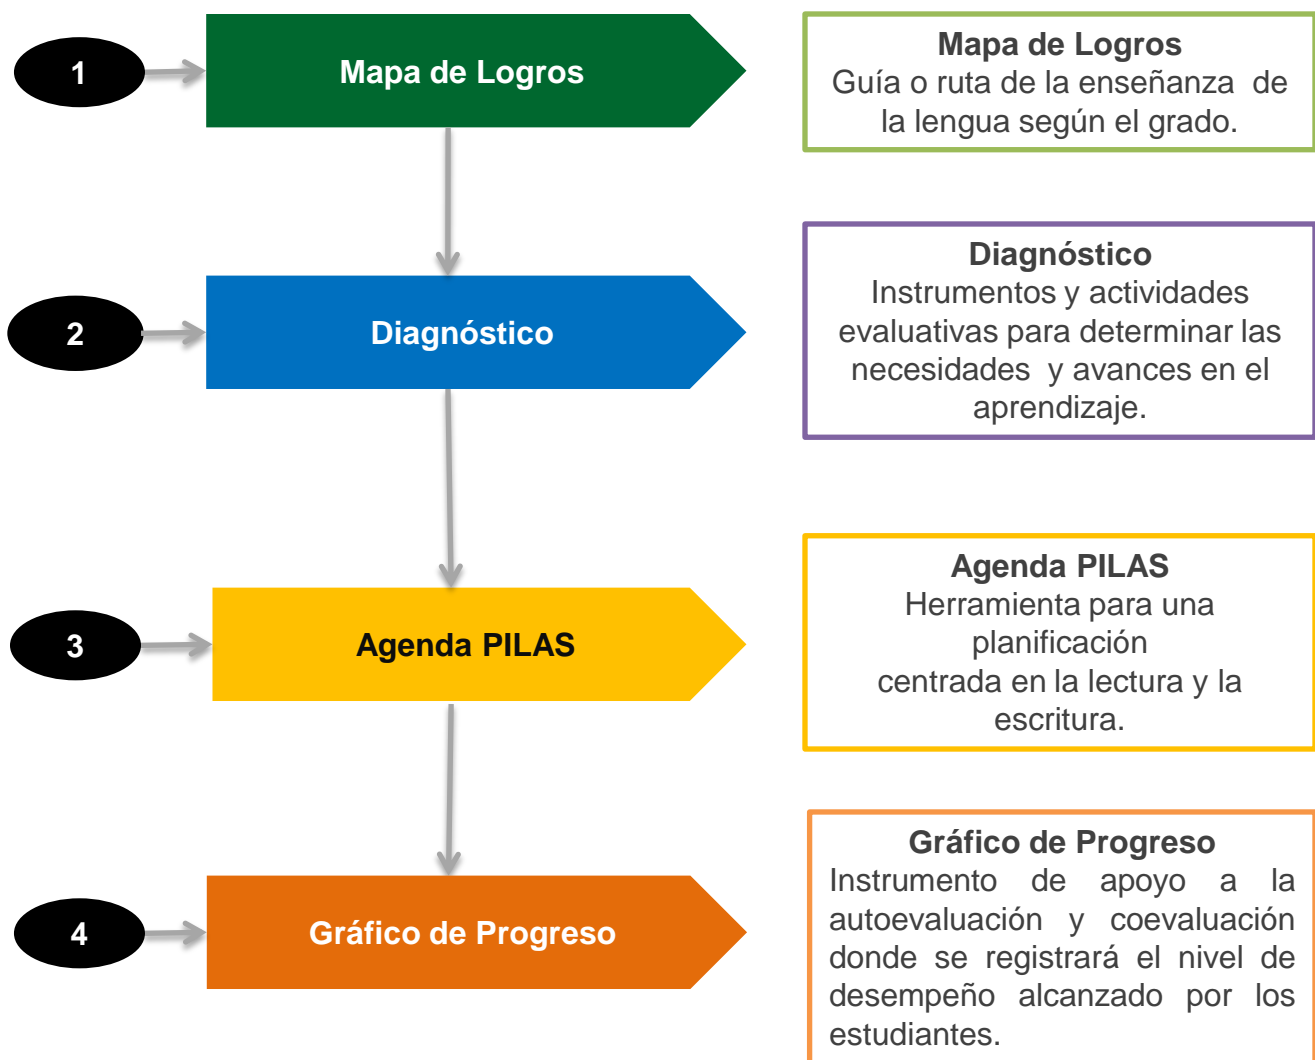 1
Mapa de Logros
Mapa de Logros
Guía o ruta de la enseñanza de
la lengua según el grado.
2
Diagnóstico
Diagnóstico
Instrumentos y actividades
evaluativas para determinar las
necesidades y avances en el
aprendizaje.
3
Agenda PILAS
Agenda PILAS
Herramienta para una
planificación
centrada en la lectura y la
escritura.
4
Gráfico de Progreso
Gráfico de Progreso
Instrumento de apoyo a la
autoevaluación y coevaluación
donde se registrará el nivel de
desempeño alcanzado por los
estudiantes.